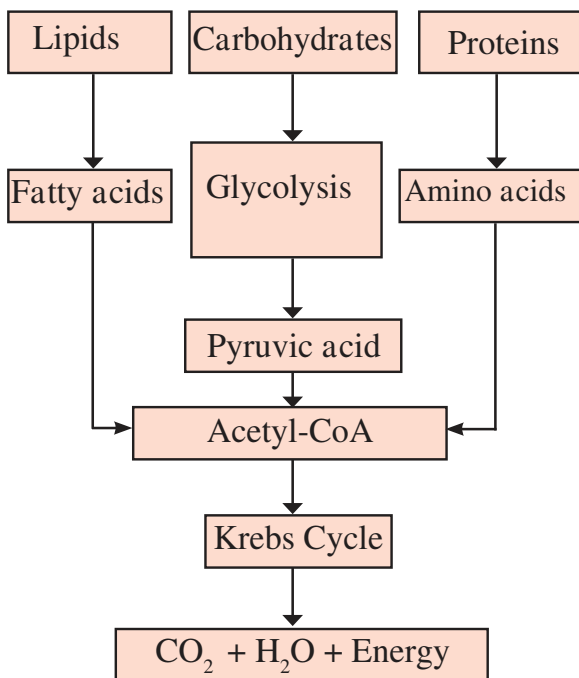 Lipids
Carbohydrates
Proteins
Fatty acids
Glycolysis
Amino acids
Pyruvic acid
Acetyl-CoA
Krebs Cycle
CO₂ + H₂O + Energy